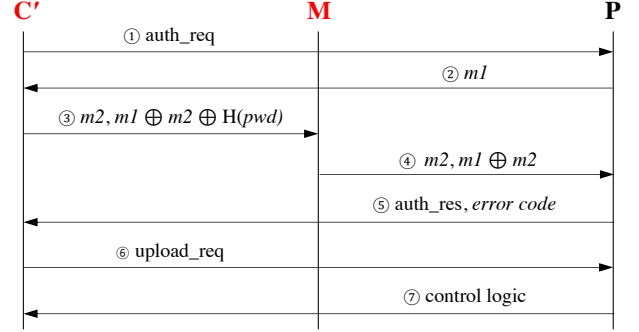 C′ M P
① auth_req
② m1
③ m2, m1 ⊕ m2 ⊕ H(pwd)
④ m2, m1 ⊕ m2
⑤ auth_res, error code
⑥ upload_req
⑦ control logic